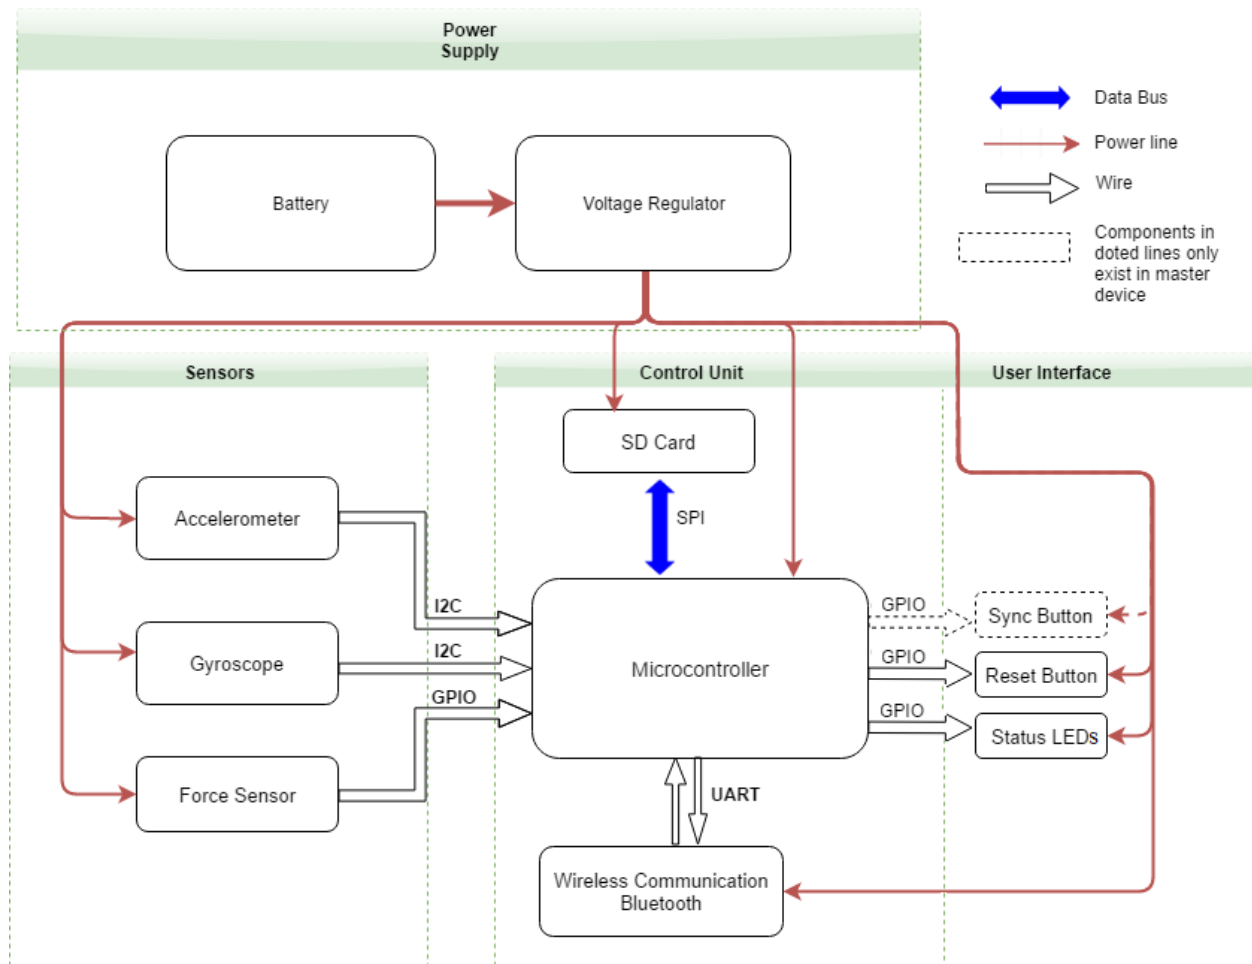 Power
Supply
Data Bus
Power line
Wire
Components in
doted lines only
exist in master
device
Battery
Voltage Regulator
Sensors
Control Unit
User Interface
SD Card
SPI
Accelerometer
I2C
GPIO
Sync Button
Gyroscope
I2C
Microcontroller
GPIO
Reset Button
GPIO
GPIO
Status LEDs
Force Sensor
UART
Wireless Communication
Bluetooth